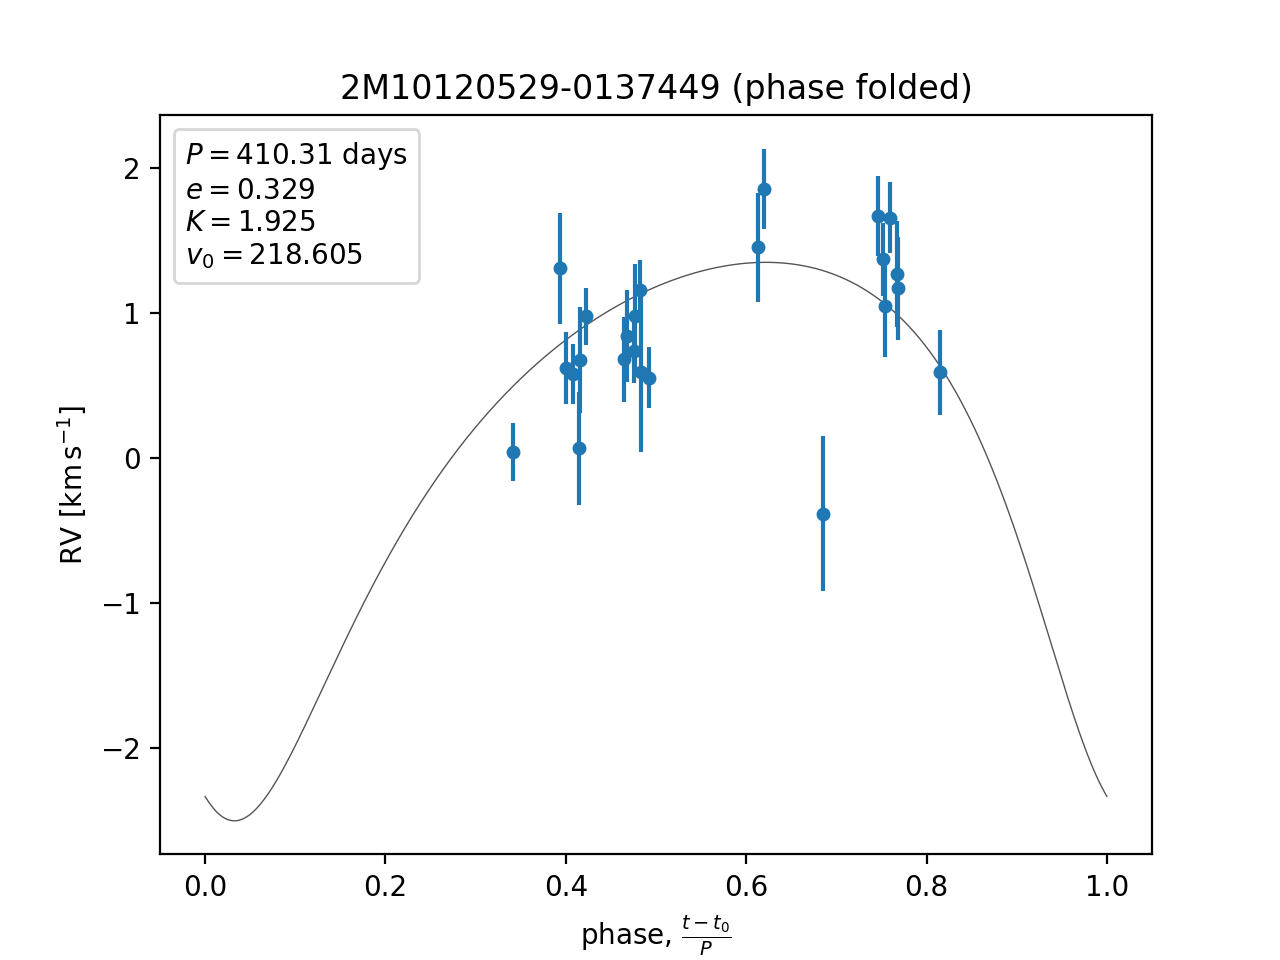 2M10120529-0137449 (phase folded)
P = 410.31 days
e = 0.329
K = 1.925
v₀ = 218.605
2
1
0
−1
−2
RV [km s⁻¹]
0.0 0.2 0.4 0.6 0.8 1.0
phase, (t − t₀)/P